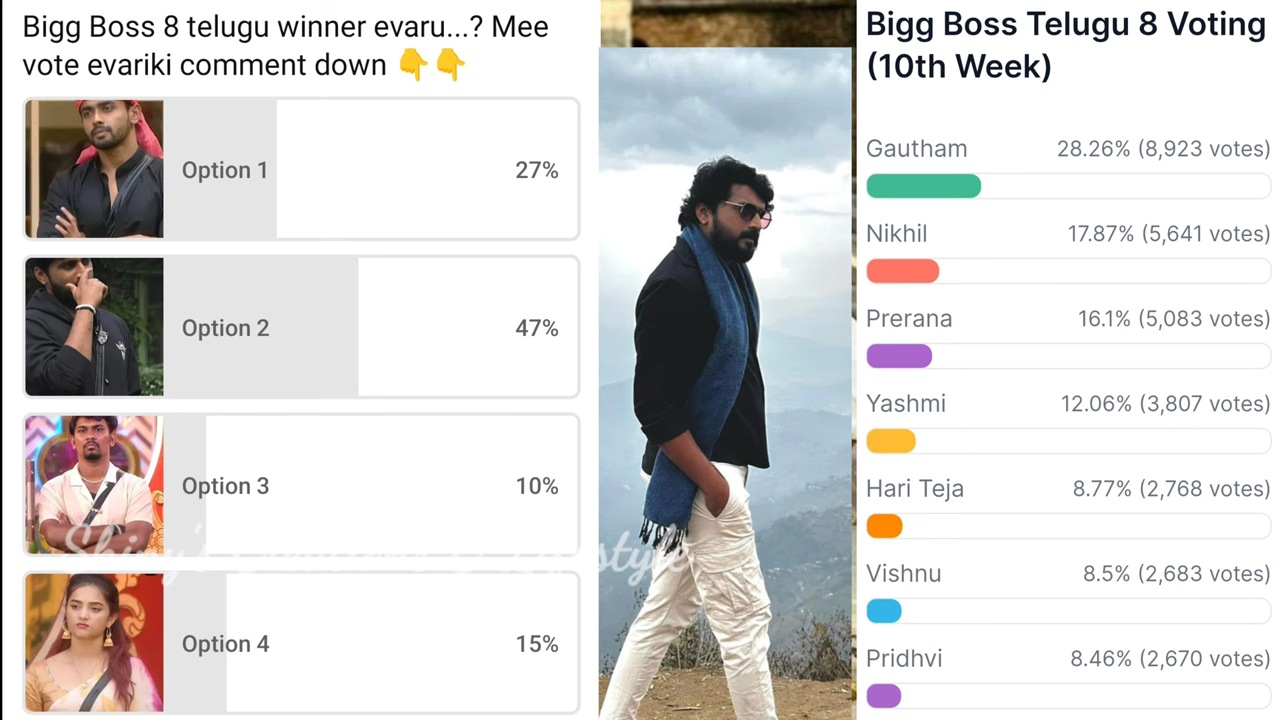 Bigg Boss 8 telugu winner evaru...? Mee
vote evariki comment down 👇👇
Option 1 27%
Option 2 47%
Option 3 10%
Option 4 15%
Bigg Boss Telugu 8 Voting
(10th Week)
Gautham 28.26% (8,923 votes)
Nikhil 17.87% (5,641 votes)
Prerana 16.1% (5,083 votes)
Yashmi 12.06% (3,807 votes)
Hari Teja 8.77% (2,768 votes)
Vishnu 8.5% (2,683 votes)
Pridhvi 8.46% (2,670 votes)